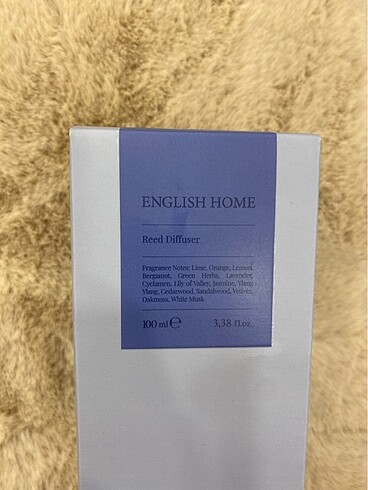 ENGLISH HOME
Reed Diffuser
Fragrance Notes: Lime, Orange, Lemon,
Bergamot, Green Herbs, Lavender,
Cyclamen, Lily of Valley, Jasmine, Ylang
Ylang, Cedarwood, Sandalwood, Vetiver,
Oakmoss, White Musk
100 ml ℮ 3,38 fl.oz.